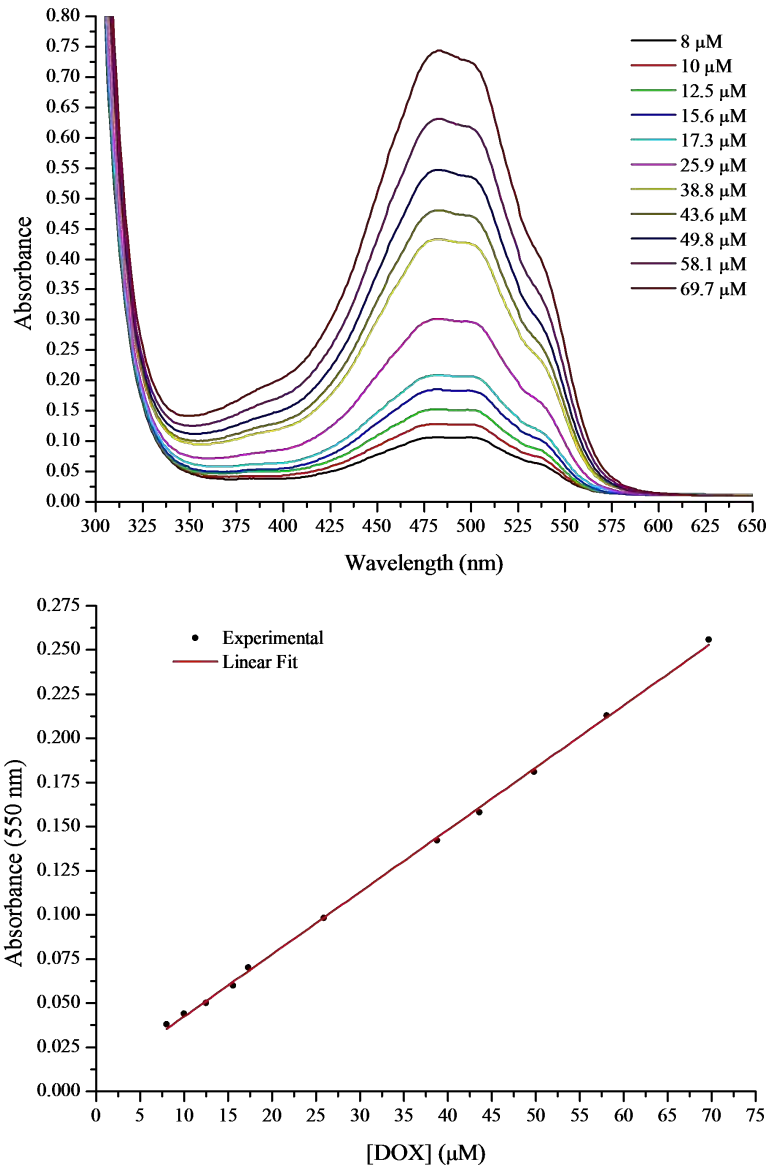 0.80
0.75
0.70
0.65
0.60
0.55
0.50
0.45
0.40
0.35
0.30
0.25
0.20
0.15
0.10
0.05
0.00
Absorbance
8 μM
10 μM
12.5 μM
15.6 μM
17.3 μM
25.9 μM
38.8 μM
43.6 μM
49.8 μM
58.1 μM
69.7 μM
300 325 350 375 400 425 450 475 500 525 550 575 600 625 650
Wavelength (nm)
0.275
0.250
0.225
0.200
0.175
0.150
0.125
0.100
0.075
0.050
0.025
0.000
Absorbance (550 nm)
Experimental
Linear Fit
0 5 10 15 20 25 30 35 40 45 50 55 60 65 70 75
[DOX] (μM)